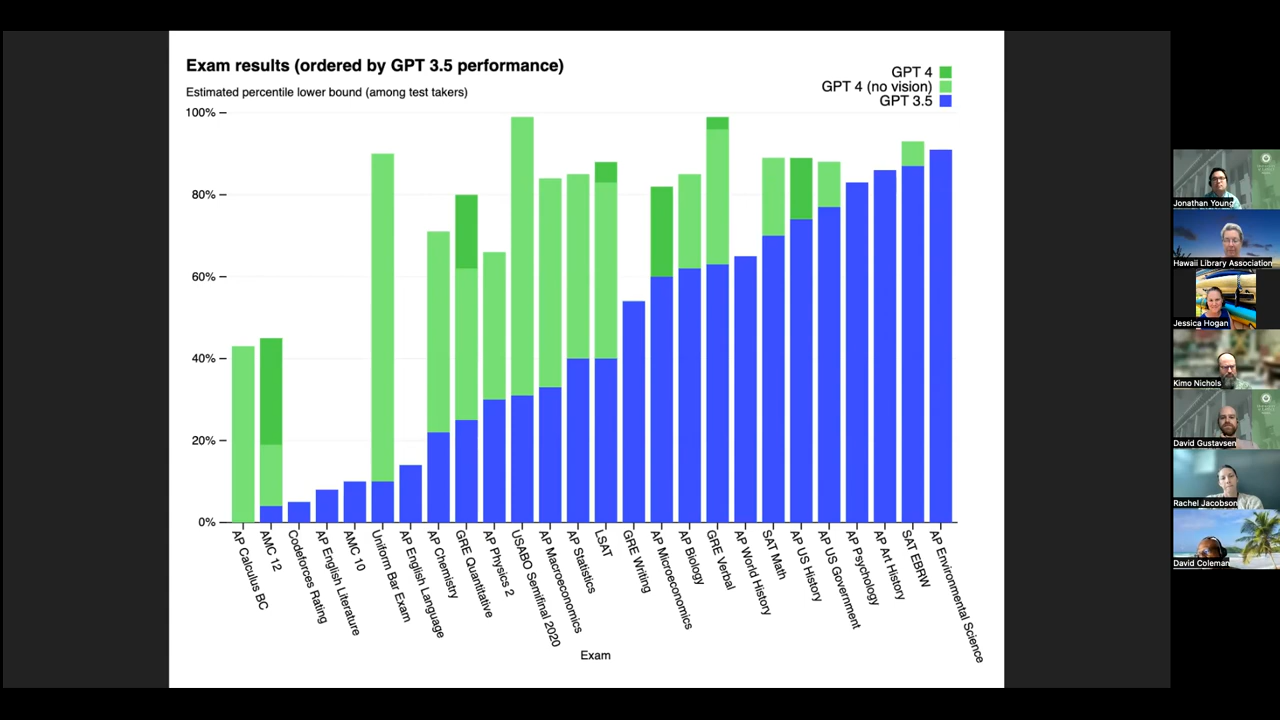 Exam results (ordered by GPT 3.5 performance)
Estimated percentile lower bound (among test takers)
GPT 4
GPT 4 (no vision)
GPT 3.5
100%
80%
60%
40%
20%
0%
AP Calculus BC
AMC 12
Codeforces Rating
AP English Literature
AMC 10
Uniform Bar Exam
AP English Language
AP Chemistry
GRE Quantitative
AP Physics 2
USABO Semifinal 2020
AP Macroeconomics
AP Statistics
LSAT
GRE Writing
AP Microeconomics
AP Biology
GRE Verbal
AP World History
SAT Math
AP US History
AP US Government
AP Psychology
AP Art History
SAT EBRW
AP Environmental Science
Exam
Jonathan Young
Hawaii Library Association
Jessica Hogan
Kimo Nichols
David Gustavsen
Rachel Jacobson
David Coleman